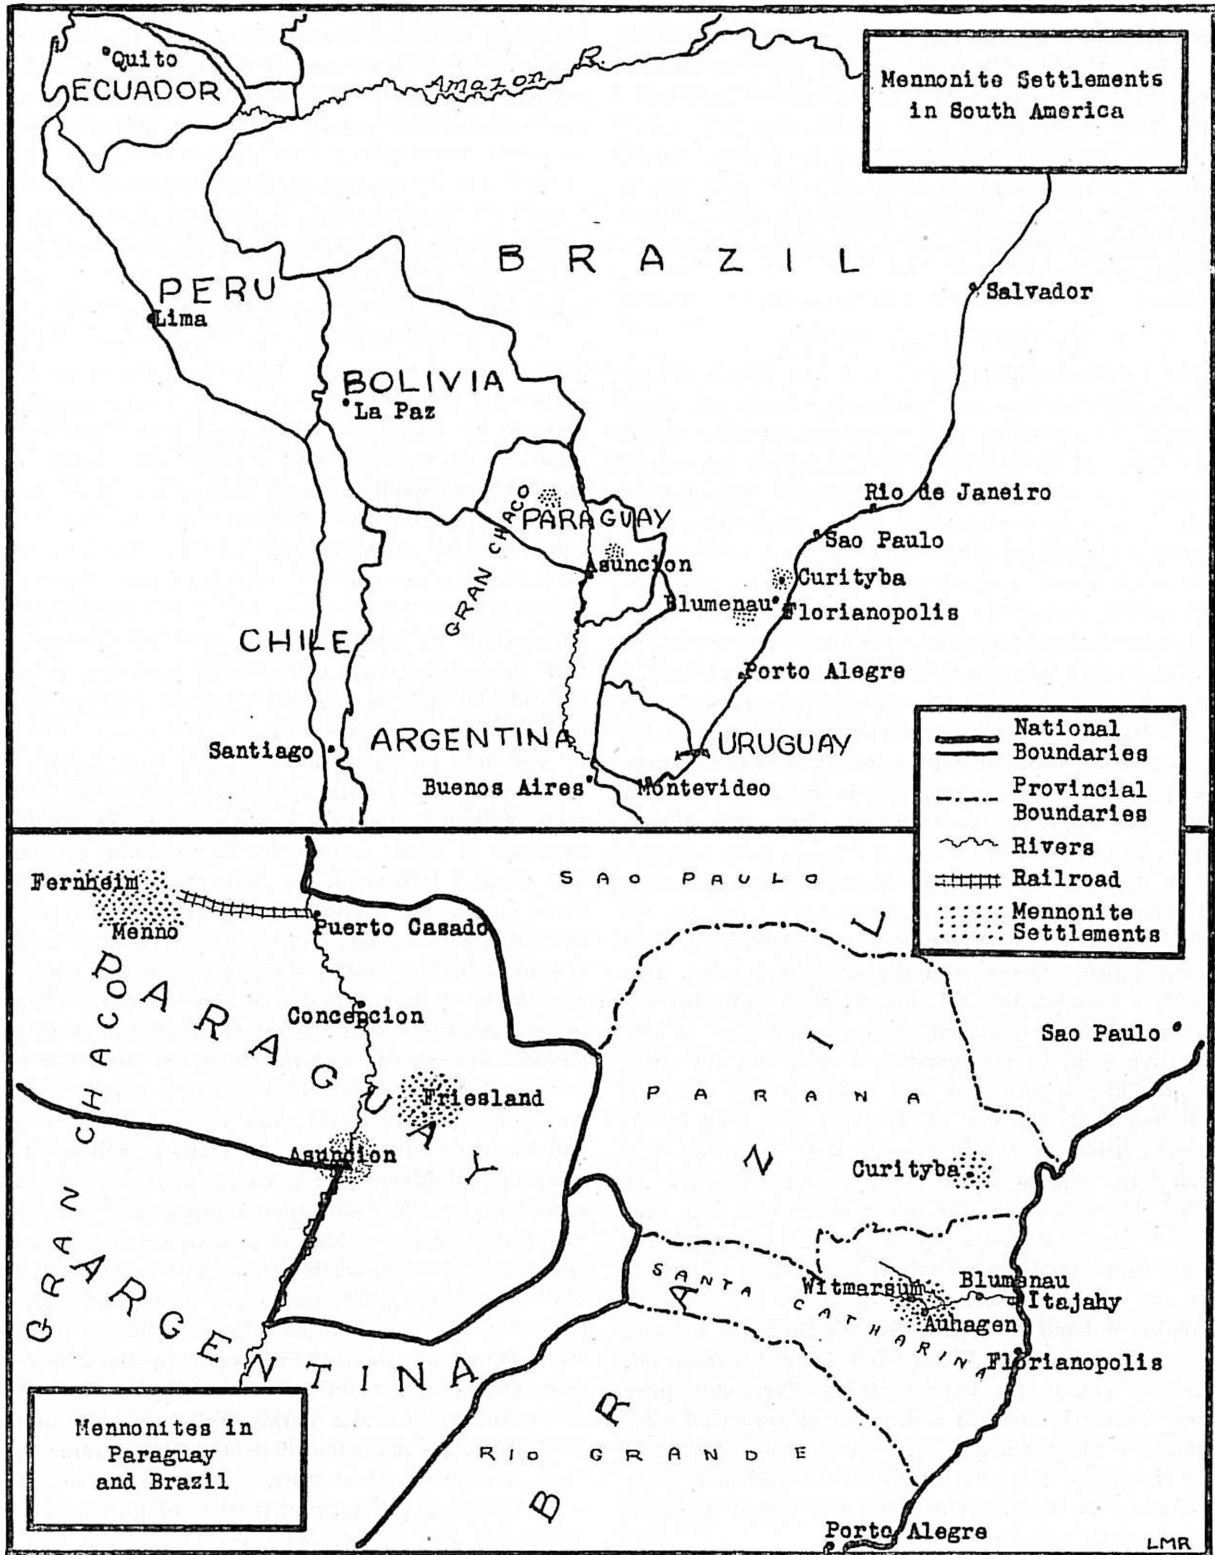 Quito
ECUADOR
Amazon R.
Mennonite Settlements
in South America
BRAZIL
PERU
Lima
Salvador
BOLIVIA
La Paz
GRAN CHACO
PARAGUAY
Rio de Janeiro
Sao Paulo
Asuncion
Curityba
Blumenau
Florianopolis
CHILE
Porto Alegre
Santiago
ARGENTINA
URUGUAY
Buenos Aires
Montevideo
National
Boundaries
Provincial
Boundaries
Rivers
Railroad
Mennonite
Settlements
Fernheim
Menno
Puerto Casado
SAO PAULO
PARAGUAY
Concepcion
GRAN CHACO
Friesland
Asuncion
BRAZIL
Sao Paulo
PARANA
Curityba
SANTA CATHARINA
Witmarsum
Blumenau
Itajahy
Auhagen
Florianopolis
ARGENTINA
Mennonites in
Paraguay
and Brazil
RIO GRANDE
Porto Alegre
LMR